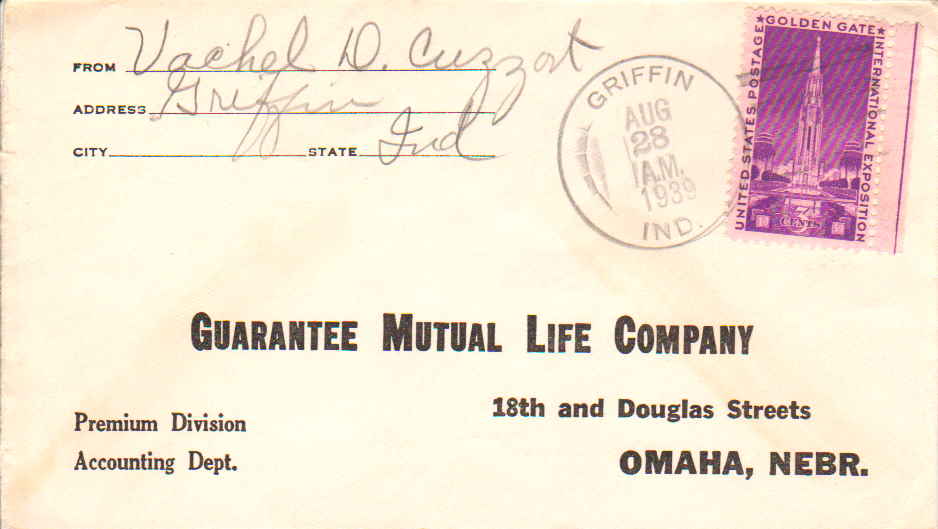 FROM Vachel D. Cuzzort
ADDRESS Griffin
CITY STATE Ind
GRIFFIN
AUG
28
A.M.
1939
IND.
UNITED STATES POSTAGE
★GOLDEN GATE★
INTERNATIONAL EXPOSITION
CENTS
GUARANTEE MUTUAL LIFE COMPANY
Premium Division
Accounting Dept.
18th and Douglas Streets
OMAHA, NEBR.